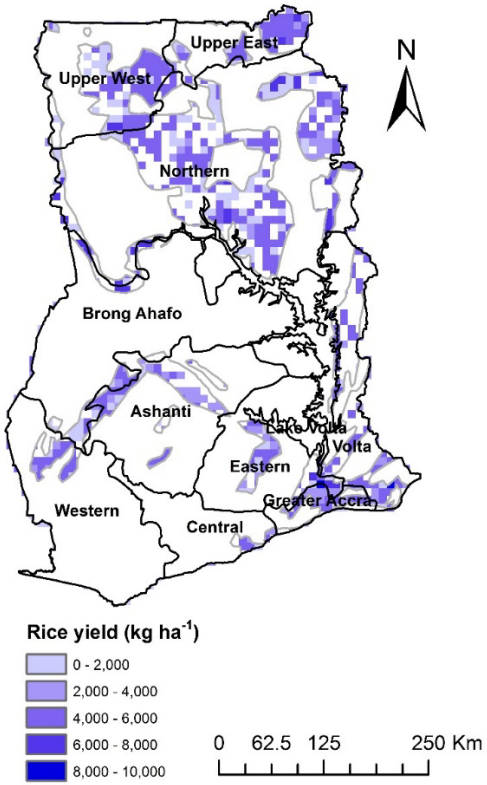 Upper East
N
Upper West
Northern
Brong Ahafo
Ashanti
Lake Volta
Volta
Eastern
Greater Accra
Western
Central
Rice yield (kg ha⁻¹)
0 - 2,000
2,000 - 4,000
4,000 - 6,000
6,000 - 8,000
8,000 - 10,000
0 62.5 125 250 Km